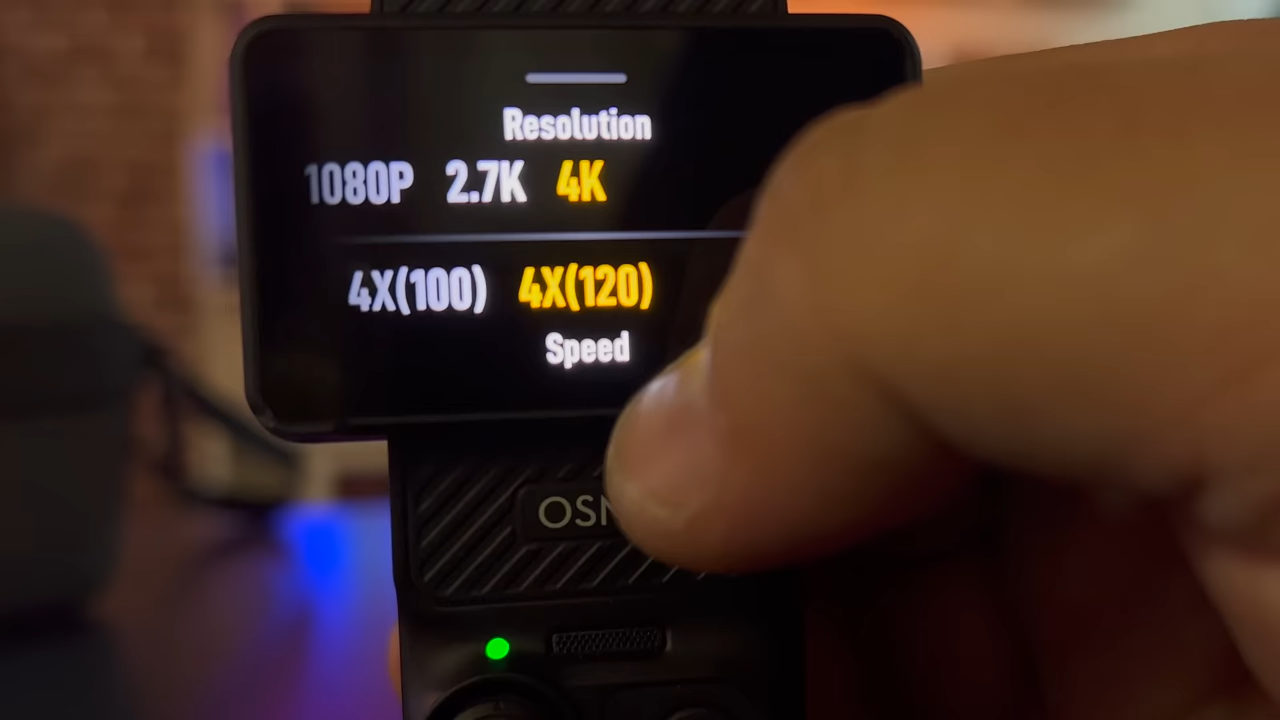 Resolution
1080P 2.7K 4K
4X(100) 4X(120)
Speed